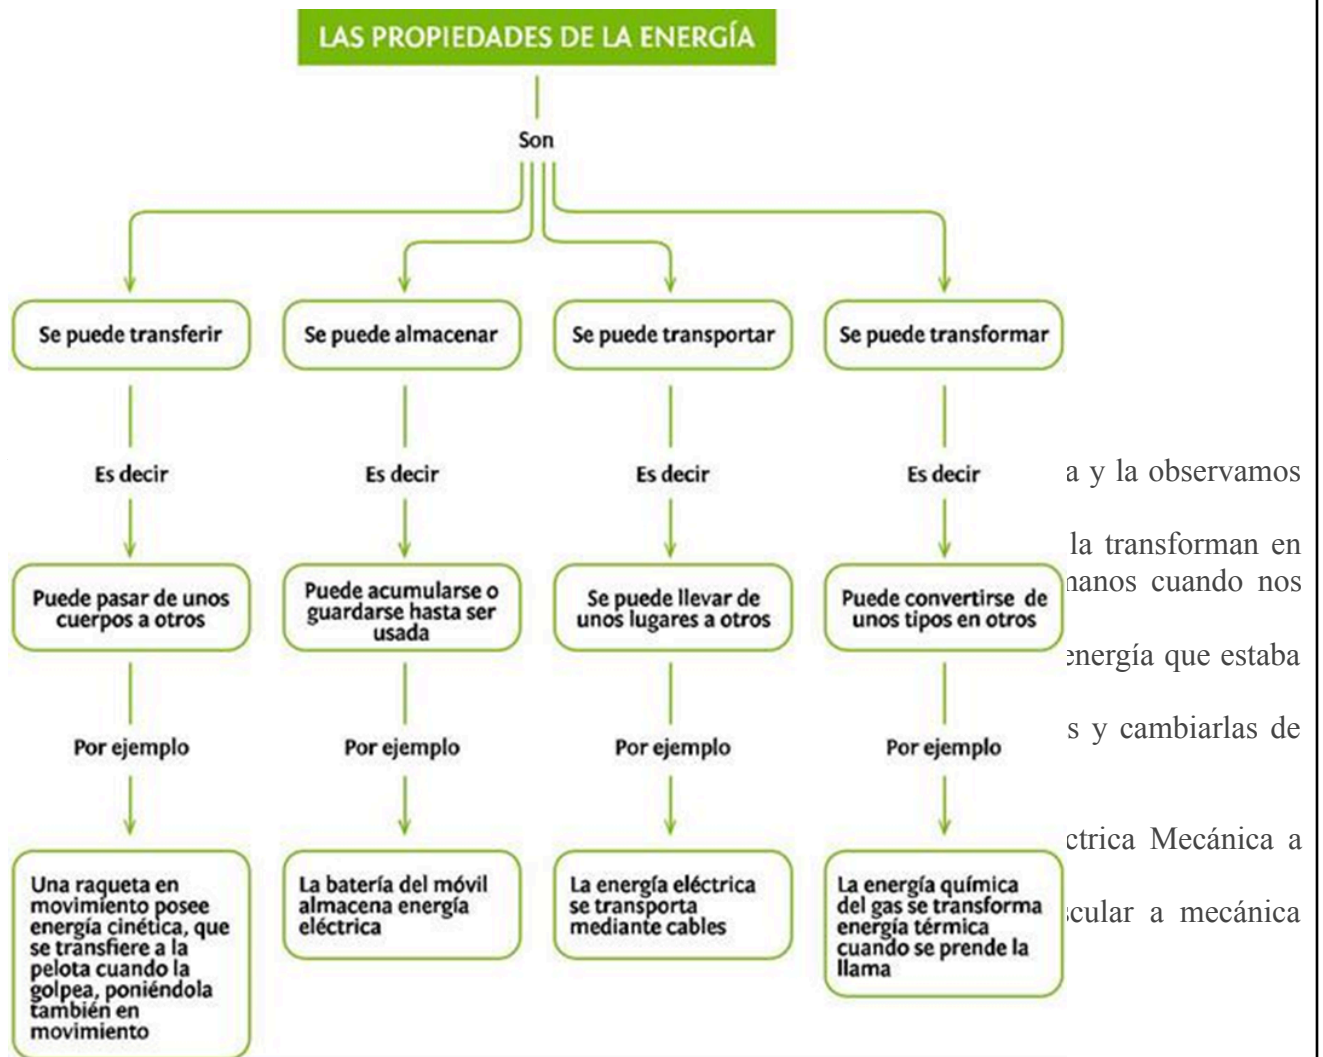 LAS PROPIEDADES DE LA ENERGÍA
Son
Se puede transferir
Se puede almacenar
Se puede transportar
Se puede transformar
Es decir
Es decir
Es decir
Es decir
Puede pasar de unos
cuerpos a otros
Puede acumularse o
guardarse hasta ser
usada
Se puede llevar de
unos lugares a otros
Puede convertirse de
unos tipos en otros
Por ejemplo
Por ejemplo
Por ejemplo
Por ejemplo
Una raqueta en
movimiento posee
energía cinética, que
se transfiere a la
pelota cuando la
golpea, poniéndola
también en
movimiento
La batería del móvil
almacena energía
eléctrica
La energía eléctrica
se transporta
mediante cables
La energía química
del gas se transforma
energía térmica
cuando se prende la
llama
a y la observamos
la transforman en
manos cuando nos
energía que estaba
s y cambiarlas de
ctrica Mecánica a
scular a mecánica